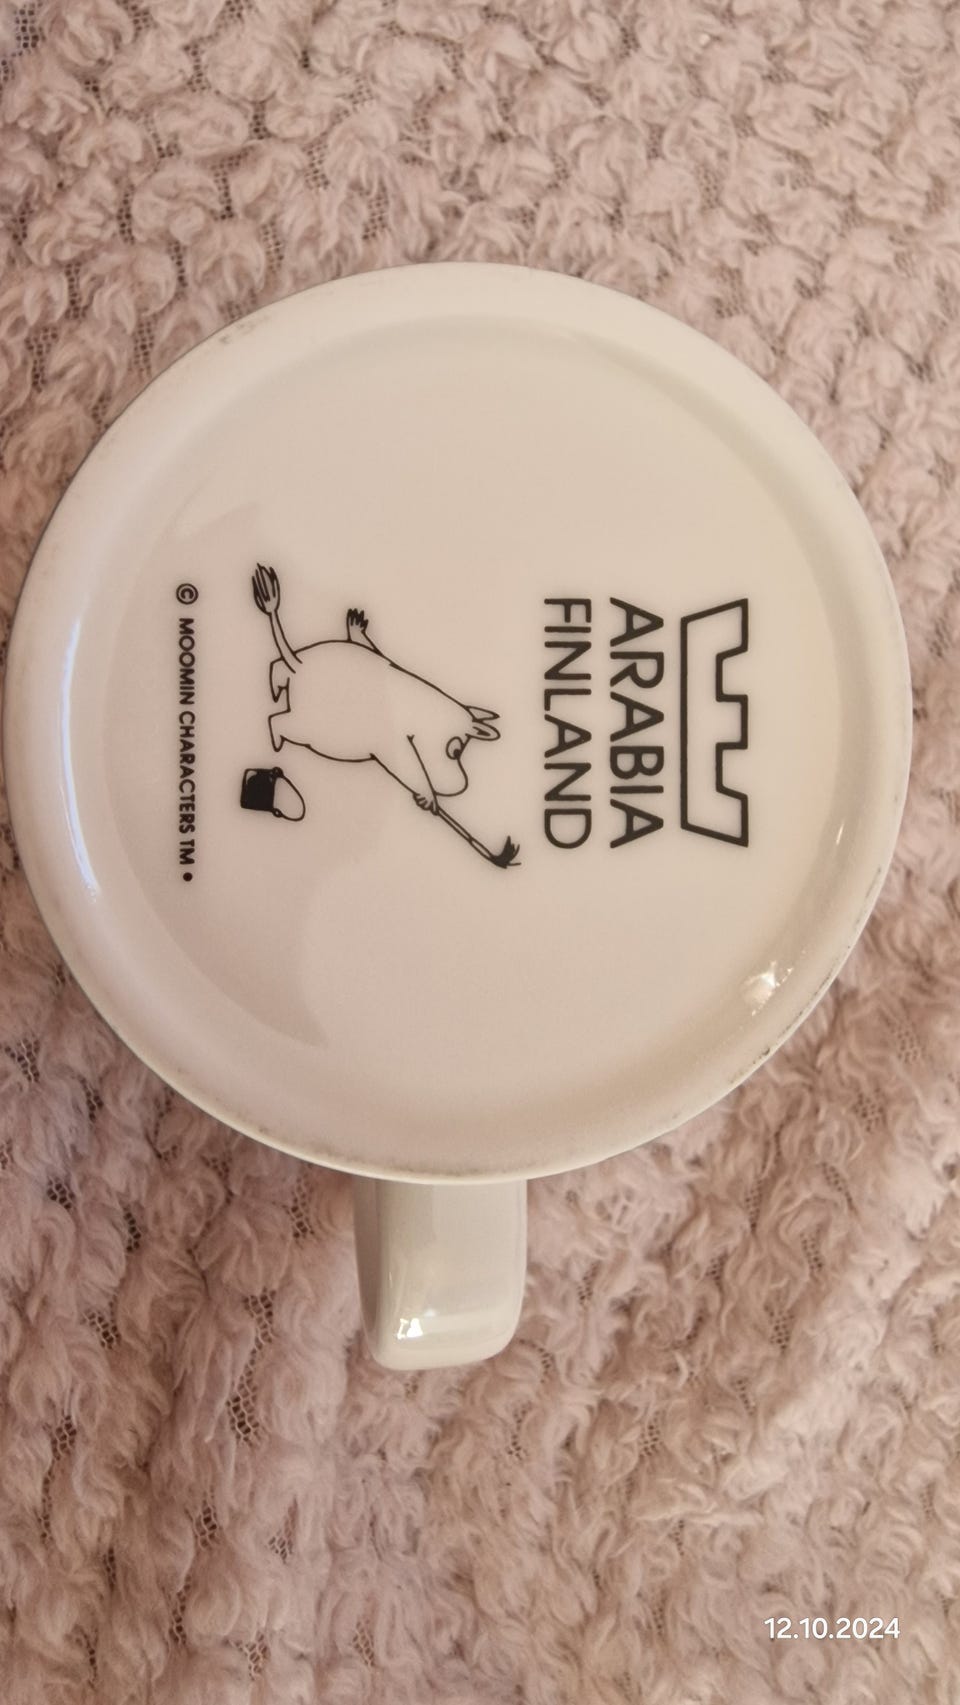 ARABIA
FINLAND
© MOOMIN CHARACTERS TM •
12.10.2024